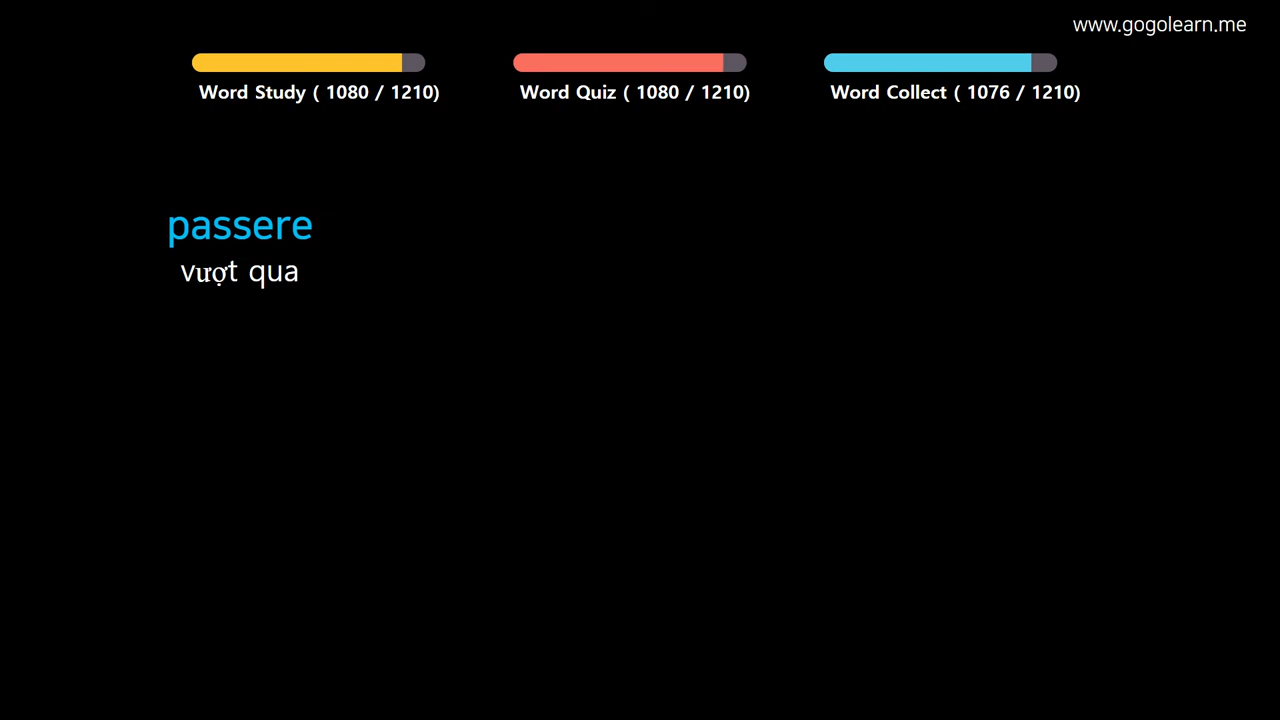 www.gogolearn.me
Word Study ( 1080 / 1210)
Word Quiz ( 1080 / 1210)
Word Collect ( 1076 / 1210)
passere
vượt qua